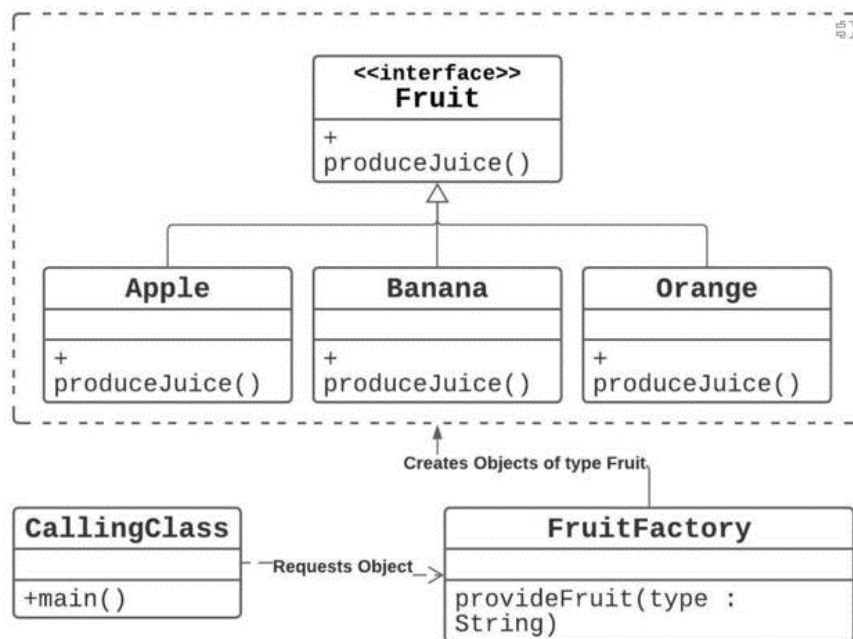 <<interface>>
Fruit
+
produceJuice()
Apple
+
produceJuice()
Banana
+
produceJuice()
Orange
+
produceJuice()
Creates Objects of type Fruit
CallingClass
+main()
Requests Object
FruitFactory
provideFruit(type :
String)